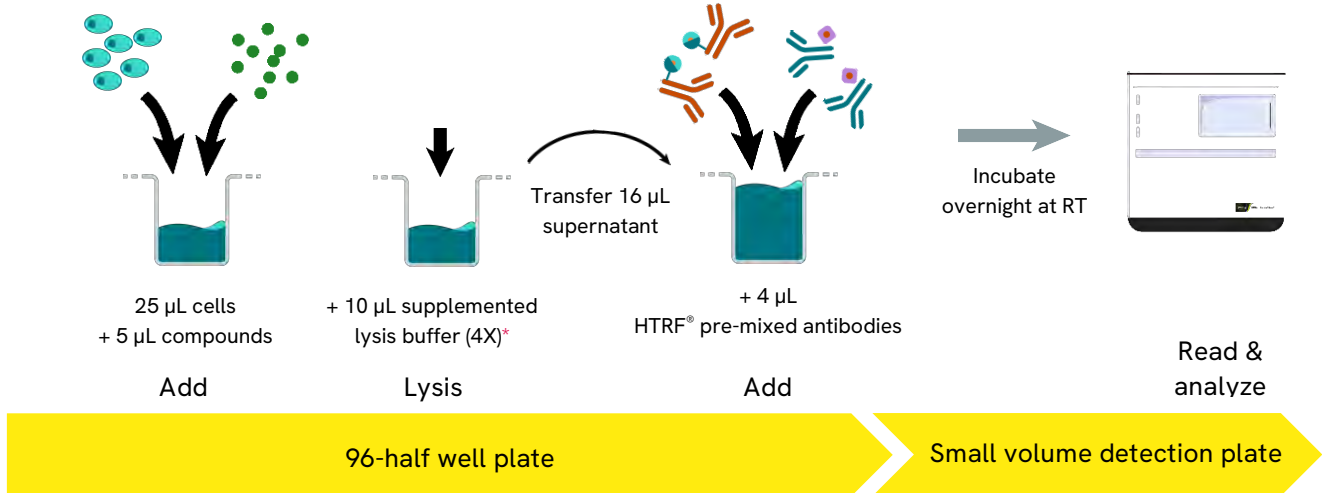 25 µL cells
+ 5 µL compounds
Add
+ 10 µL supplemented
lysis buffer (4X)*
Lysis
Transfer 16 µL
supernatant
+ 4 µL
HTRF® pre-mixed antibodies
Add
Incubate
overnight at RT
Read &
analyze
96-half well plate
Small volume detection plate